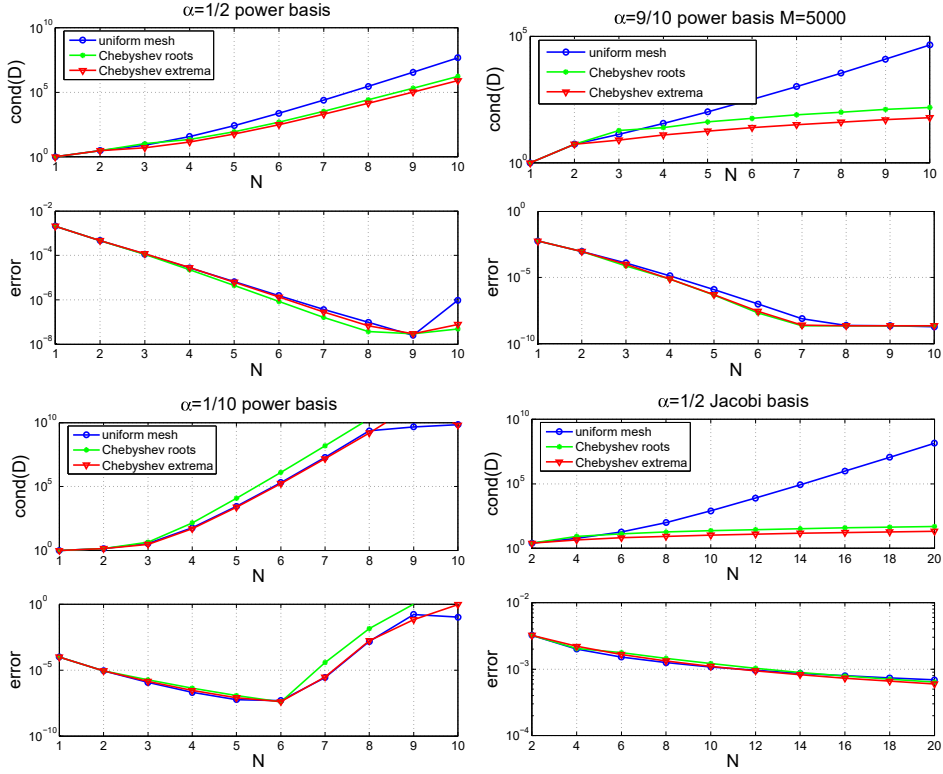 α=1/2 power basis
10^10
10^5
10^0
cond(D)
uniform mesh
Chebyshev roots
Chebyshev extrema
1 2 3 4 5 6 7 8 9 10
N
10^−2
10^−4
10^−6
10^−8
error
1 2 3 4 5 6 7 8 9 10
N
α=9/10 power basis M=5000
10^5
10^0
cond(D)
uniform mesh
Chebyshev roots
Chebyshev extrema
1 2 3 4 5 6 7 8 9 10
N
10^0
10^−5
10^−10
error
1 2 3 4 5 6 7 8 9 10
N
α=1/10 power basis
10^10
10^5
10^0
cond(D)
uniform mesh
Chebyshev roots
Chebyshev extrema
1 2 3 4 5 6 7 8 9 10
N
10^0
10^−5
10^−10
error
1 2 3 4 5 6 7 8 9 10
N
α=1/2 Jacobi basis
10^10
10^5
10^0
cond(D)
uniform mesh
Chebyshev roots
Chebyshev extrema
2 4 6 8 10 12 14 16 18 20
N
10^−2
10^−3
10^−4
error
2 4 6 8 10 12 14 16 18 20
N